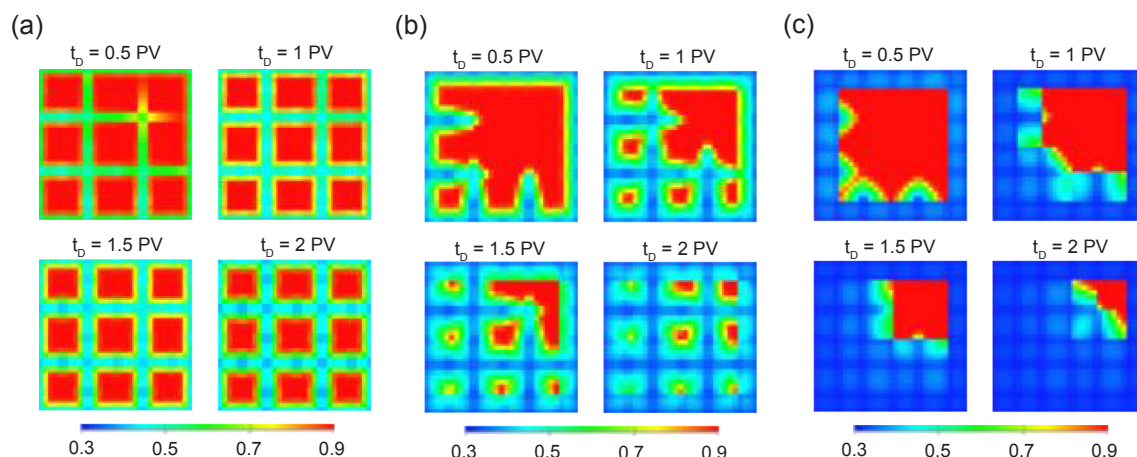 (a)
t_D = 0.5 PV
t_D = 1 PV
t_D = 1.5 PV
t_D = 2 PV
0.3 0.5 0.7 0.9
(b)
t_D = 0.5 PV
t_D = 1 PV
t_D = 1.5 PV
t_D = 2 PV
0.3 0.5 0.7 0.9
(c)
t_D = 0.5 PV
t_D = 1 PV
t_D = 1.5 PV
t_D = 2 PV
0.3 0.5 0.7 0.9